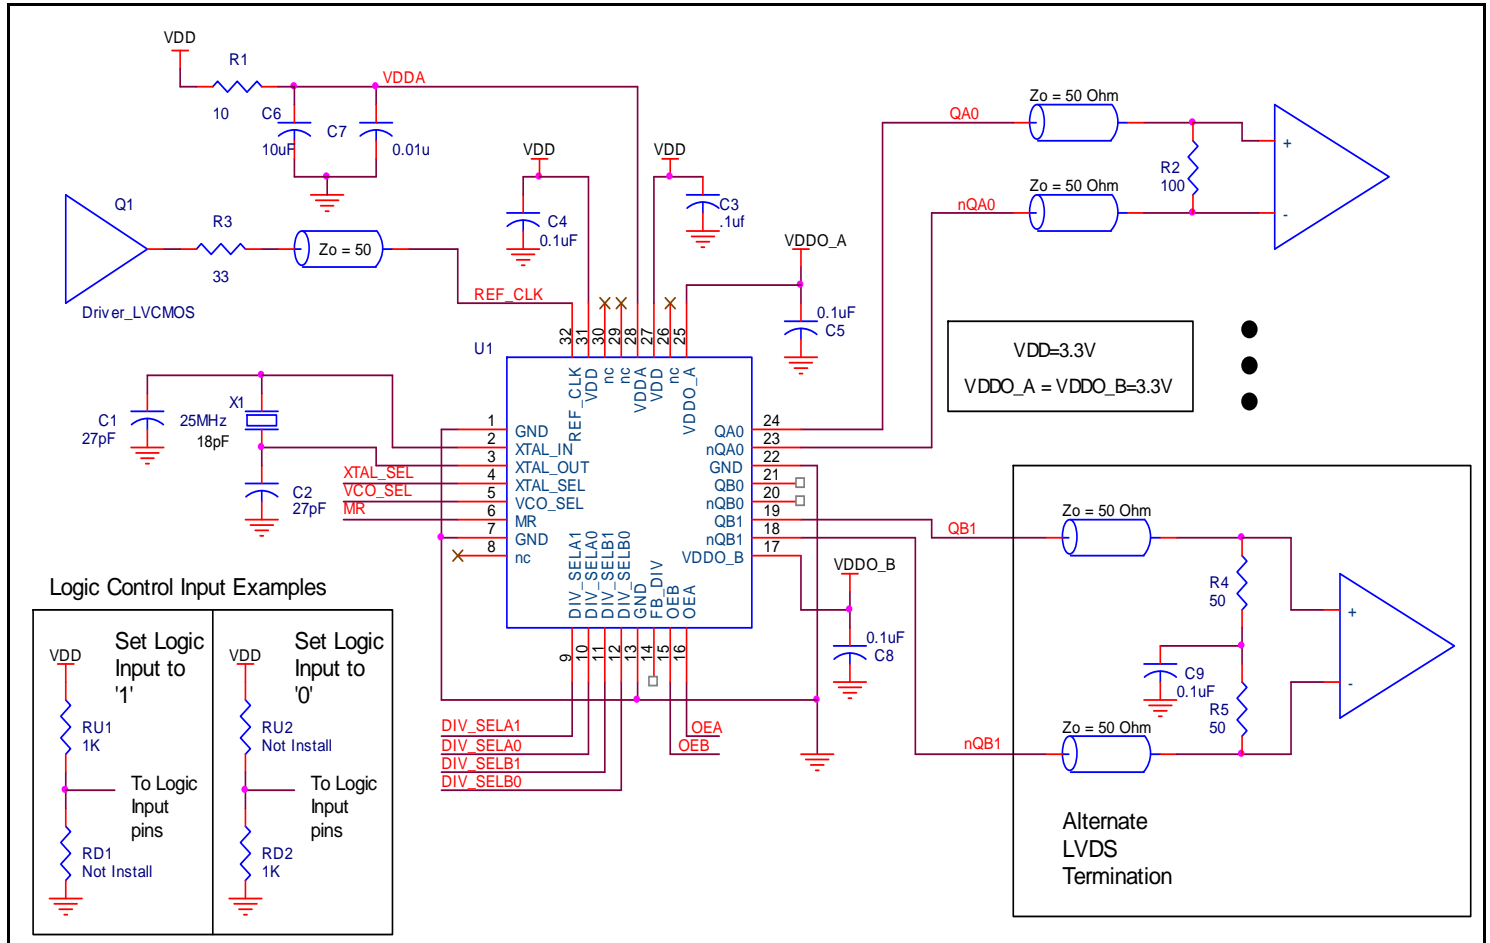 VDD
R1
10
VDDA
C6
10uF
C7
0.01u
VDD
C4
0.1uF
VDD
C3
.1uf
Q1
Driver_LVCMOS
R3
33
Zo = 50
REF_CLK
VDDO_A
0.1uF
C5
QA0
Zo = 50 Ohm
nQA0
Zo = 50 Ohm
R2
100
+
-
VDD=3.3V
VDDO_A = VDDO_B=3.3V
U1
32
31
30
29
28
27
26
25
REF_CLK
VDD
nc
nc
VDDA
VDD
nc
VDDO_A
C1
27pF
X1
25MHz
18pF
C2
27pF
XTAL_SEL
VCO_SEL
MR
1
2
3
4
5
6
7
8
GND
XTAL_IN
XTAL_OUT
XTAL_SEL
VCO_SEL
MR
GND
nc
QA0
nQA0
GND
QB0
nQB0
QB1
nQB1
VDDO_B
24
23
22
21
20
19
18
17
DIV_SELA1
DIV_SELA0
DIV_SELB1
DIV_SELB0
GND
FB_DIV
OEB
OEA
9
10
11
12
13
14
15
16
DIV_SELA1
DIV_SELA0
DIV_SELB1
DIV_SELB0
OEA
OEB
VDDO_B
0.1uF
C8
QB1
nQB1
Zo = 50 Ohm
R4
50
C9
0.1uF
R5
50
Zo = 50 Ohm
+
-
Alternate
LVDS
Termination
Logic Control Input Examples
Set Logic
Input to
'1'
VDD
RU1
1K
To Logic
Input
pins
RD1
Not Install
Set Logic
Input to
'0'
VDD
RU2
Not Install
To Logic
Input
pins
RD2
1K